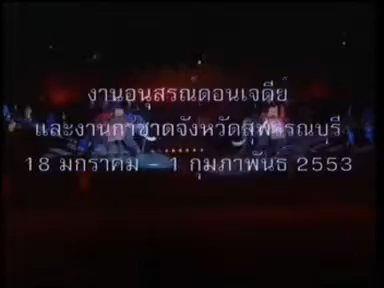 งานอนุสรณ์ดอนเจดีย์
และงานกาชาดจังหวัดสุพรรณบุรี
18 มกราคม - 1 กุมภาพันธ์ 2553